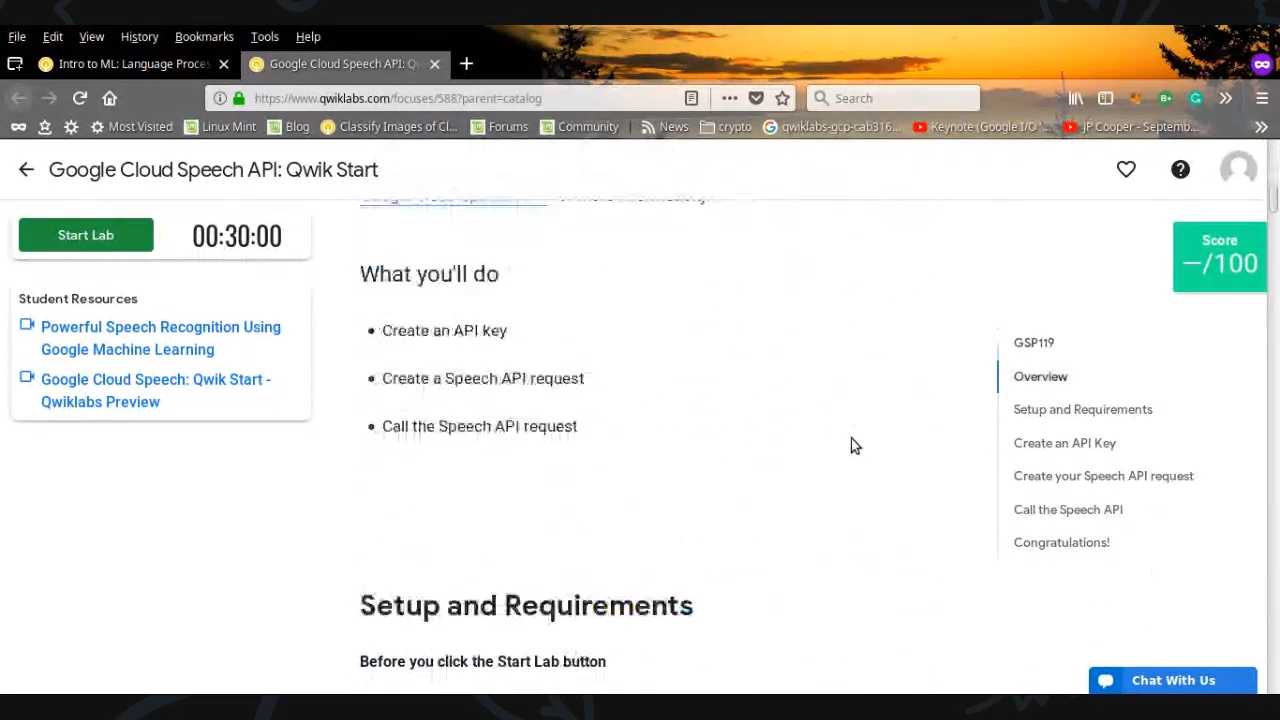 File Edit View History Bookmarks Tools Help
Intro to ML: Language Proces
Google Cloud Speech API: Qw
https://www.qwiklabs.com/focuses/588?parent=catalog
Search
Most Visited Linux Mint Blog Classify Images of Cl... Forums Community News crypto qwiklabs-gcp-cab316... Keynote (Google I/O '... JP Cooper - Septemb...
Google Cloud Speech API: Qwik Start
Start Lab
00:30:00
Student Resources
Powerful Speech Recognition Using
Google Machine Learning
Google Cloud Speech: Qwik Start -
Qwiklabs Preview
What you'll do
• Create an API key
• Create a Speech API request
• Call the Speech API request
Setup and Requirements
Before you click the Start Lab button
Score
—/100
GSP119
Overview
Setup and Requirements
Create an API Key
Create your Speech API request
Call the Speech API
Congratulations!
Chat With Us